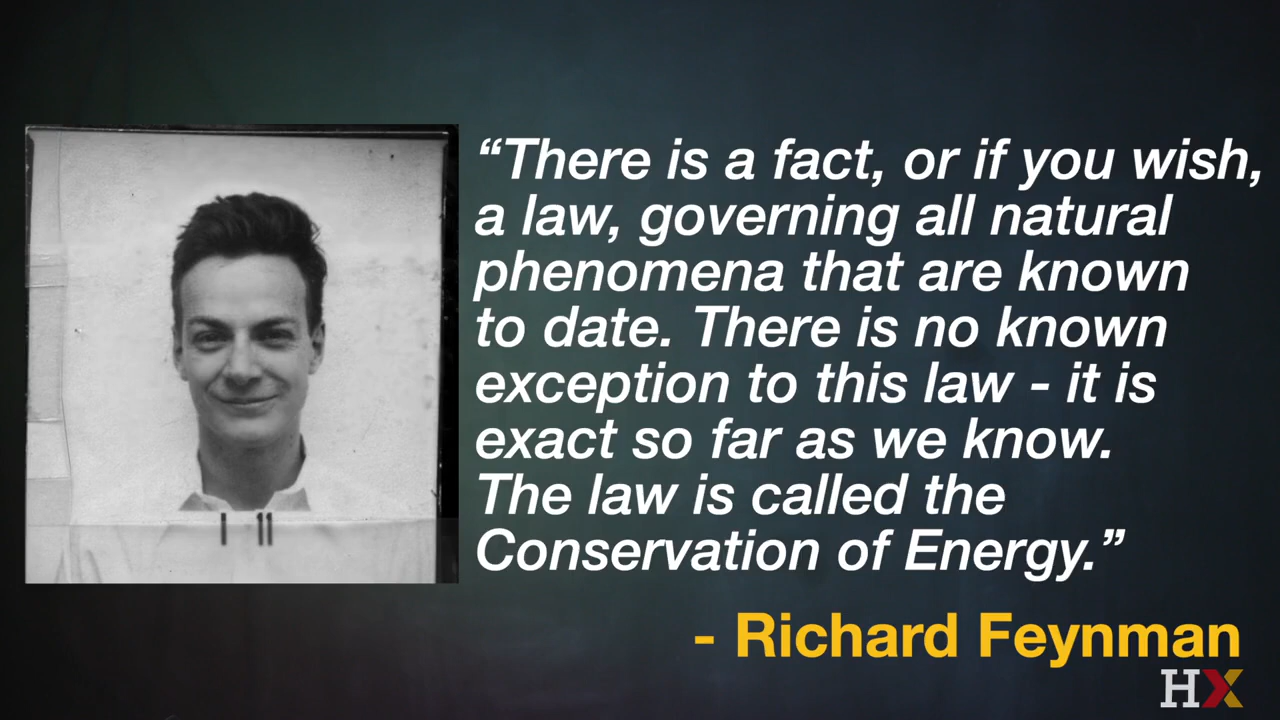 “There is a fact, or if you wish,
a law, governing all natural
phenomena that are known
to date. There is no known
exception to this law - it is
exact so far as we know.
The law is called the
Conservation of Energy.”
- Richard Feynman
I 11
HX